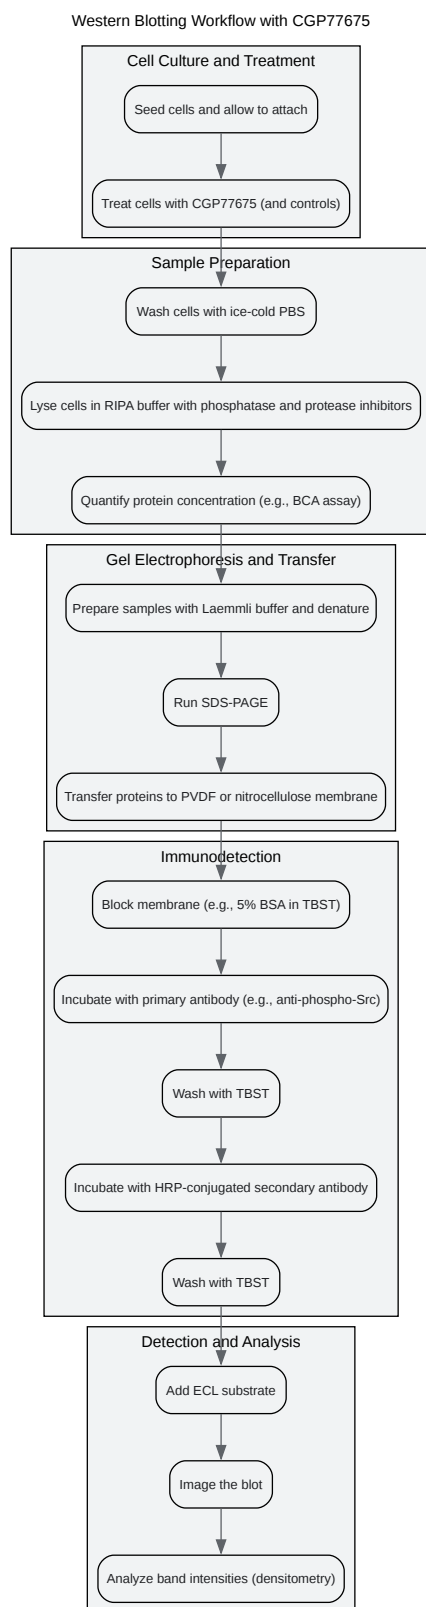 Western Blotting Workflow with CGP77675
Cell Culture and Treatment
Seed cells and allow to attach
Treat cells with CGP77675 (and controls)
Sample Preparation
Wash cells with ice-cold PBS
Lyse cells in RIPA buffer with phosphatase and protease inhibitors
Quantify protein concentration (e.g., BCA assay)
Gel Electrophoresis and Transfer
Prepare samples with Laemmli buffer and denature
Run SDS-PAGE
Transfer proteins to PVDF or nitrocellulose membrane
Immunodetection
Block membrane (e.g., 5% BSA in TBST)
Incubate with primary antibody (e.g., anti-phospho-Src)
Wash with TBST
Incubate with HRP-conjugated secondary antibody
Wash with TBST
Detection and Analysis
Add ECL substrate
Image the blot
Analyze band intensities (densitometry)